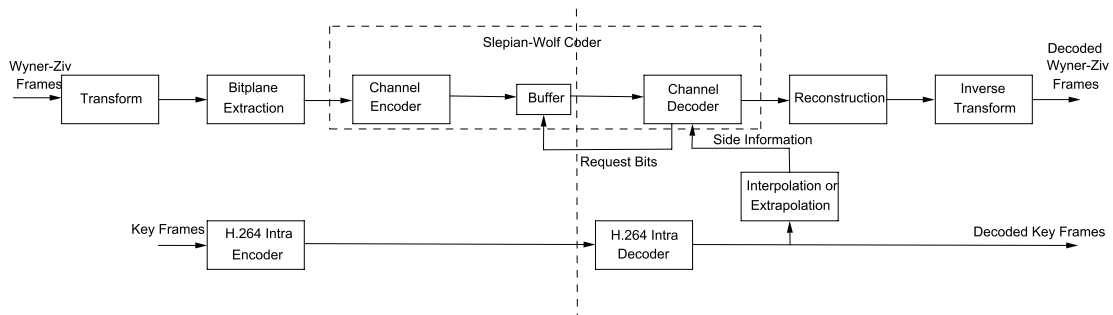 Slepian-Wolf Coder
Wyner-Ziv
Frames
Transform
Bitplane
Extraction
Channel
Encoder
Buffer
Channel
Decoder
Reconstruction
Inverse
Transform
Decoded
Wyner-Ziv
Frames
Request Bits
Side Information
Interpolation or
Extrapolation
Key Frames
H.264 Intra
Encoder
H.264 Intra
Decoder
Decoded Key Frames